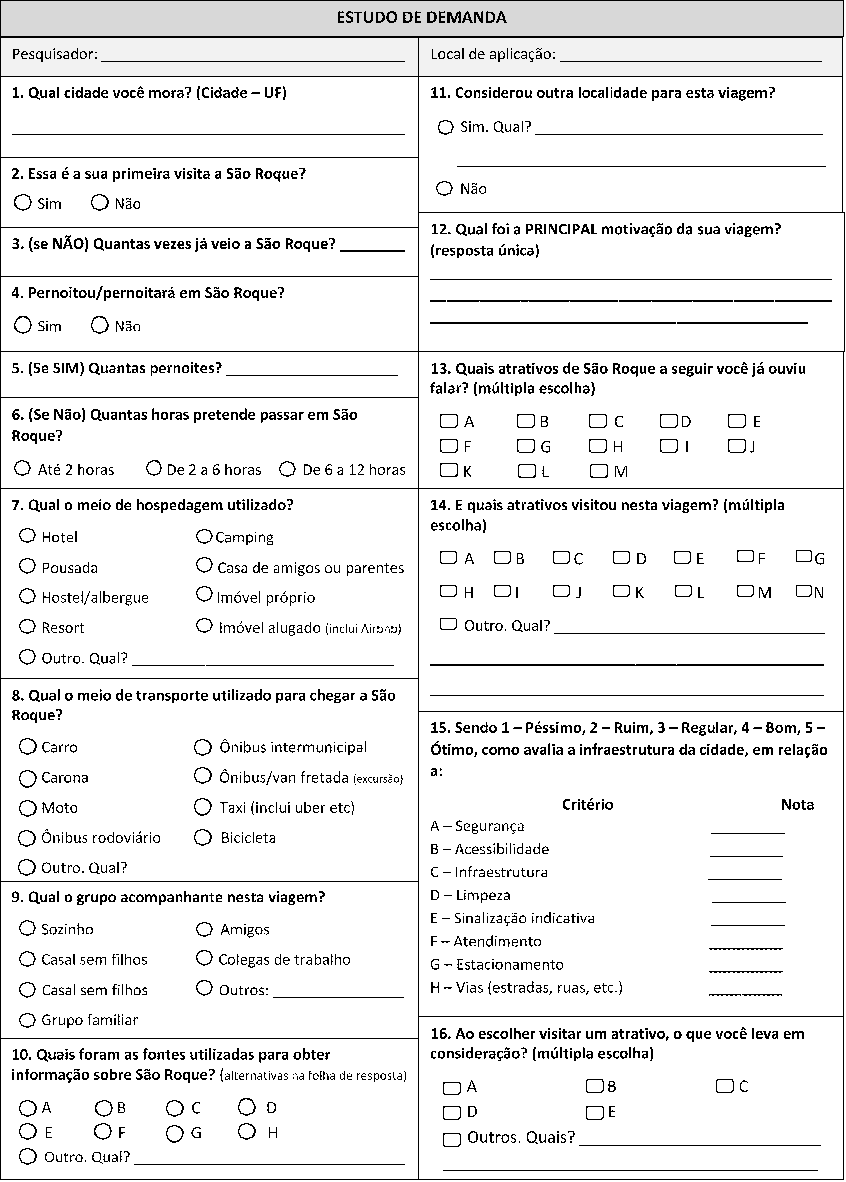 ESTUDO DE DEMANDA
Pesquisador:
Local de aplicação:
1. Qual cidade você mora? (Cidade – UF)
2. Essa é a sua primeira visita a São Roque?
Sim Não
3. (se NÃO) Quantas vezes já veio a São Roque?
4. Pernoitou/pernoitará em São Roque?
Sim Não
5. (Se SIM) Quantas pernoites?
6. (Se Não) Quantas horas pretende passar em São
Roque?
Até 2 horas De 2 a 6 horas De 6 a 12 horas
7. Qual o meio de hospedagem utilizado?
Hotel Camping
Pousada Casa de amigos ou parentes
Hostel/albergue Imóvel próprio
Resort Imóvel alugado (inclui Airbnb)
Outro. Qual?
8. Qual o meio de transporte utilizado para chegar a São
Roque?
Carro Ônibus intermunicipal
Carona Ônibus/van fretada (excursão)
Moto Taxi (inclui uber etc)
Ônibus rodoviário Bicicleta
Outro. Qual?
9. Qual o grupo acompanhante nesta viagem?
Sozinho Amigos
Casal sem filhos Colegas de trabalho
Casal sem filhos Outros:
Grupo familiar
10. Quais foram as fontes utilizadas para obter
informação sobre São Roque? (alternativas na folha de resposta)
A B C D
E F G H
Outro. Qual?
11. Considerou outra localidade para esta viagem?
Sim. Qual?
Não
12. Qual foi a PRINCIPAL motivação da sua viagem?
(resposta única)
13. Quais atrativos de São Roque a seguir você já ouviu
falar? (múltipla escolha)
A B C D E
F G H I J
K L M
14. E quais atrativos visitou nesta viagem? (múltipla
escolha)
A B C D E F G
H I J K L M N
Outro. Qual?
15. Sendo 1 – Péssimo, 2 – Ruim, 3 – Regular, 4 – Bom, 5 –
Ótimo, como avalia a infraestrutura da cidade, em relação
a:
Critério Nota
A – Segurança
B – Acessibilidade
C – Infraestrutura
D – Limpeza
E – Sinalização indicativa
F – Atendimento
G – Estacionamento
H – Vias (estradas, ruas, etc.)
16. Ao escolher visitar um atrativo, o que você leva em
consideração? (múltipla escolha)
A B C
D E
Outros. Quais?